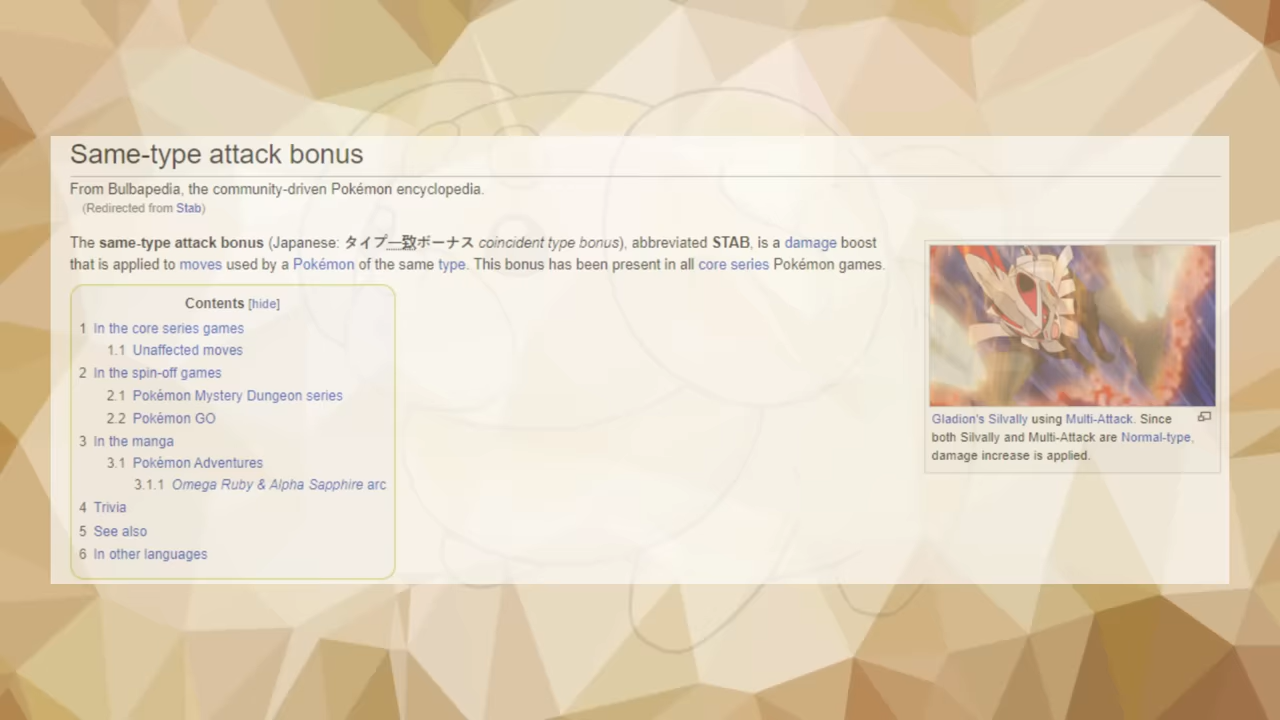 Same-type attack bonus
From Bulbapedia, the community-driven Pokémon encyclopedia.
(Redirected from Stab)
The same-type attack bonus (Japanese: タイプ一致ボーナス coincident type bonus), abbreviated STAB, is a damage boost
that is applied to moves used by a Pokémon of the same type. This bonus has been present in all core series Pokémon games.
Contents [hide]
1 In the core series games
1.1 Unaffected moves
2 In the spin-off games
2.1 Pokémon Mystery Dungeon series
2.2 Pokémon GO
3 In the manga
3.1 Pokémon Adventures
3.1.1 Omega Ruby & Alpha Sapphire arc
4 Trivia
5 See also
6 In other languages
Gladion's Silvally using Multi-Attack. Since
both Silvally and Multi-Attack are Normal-type,
damage increase is applied.